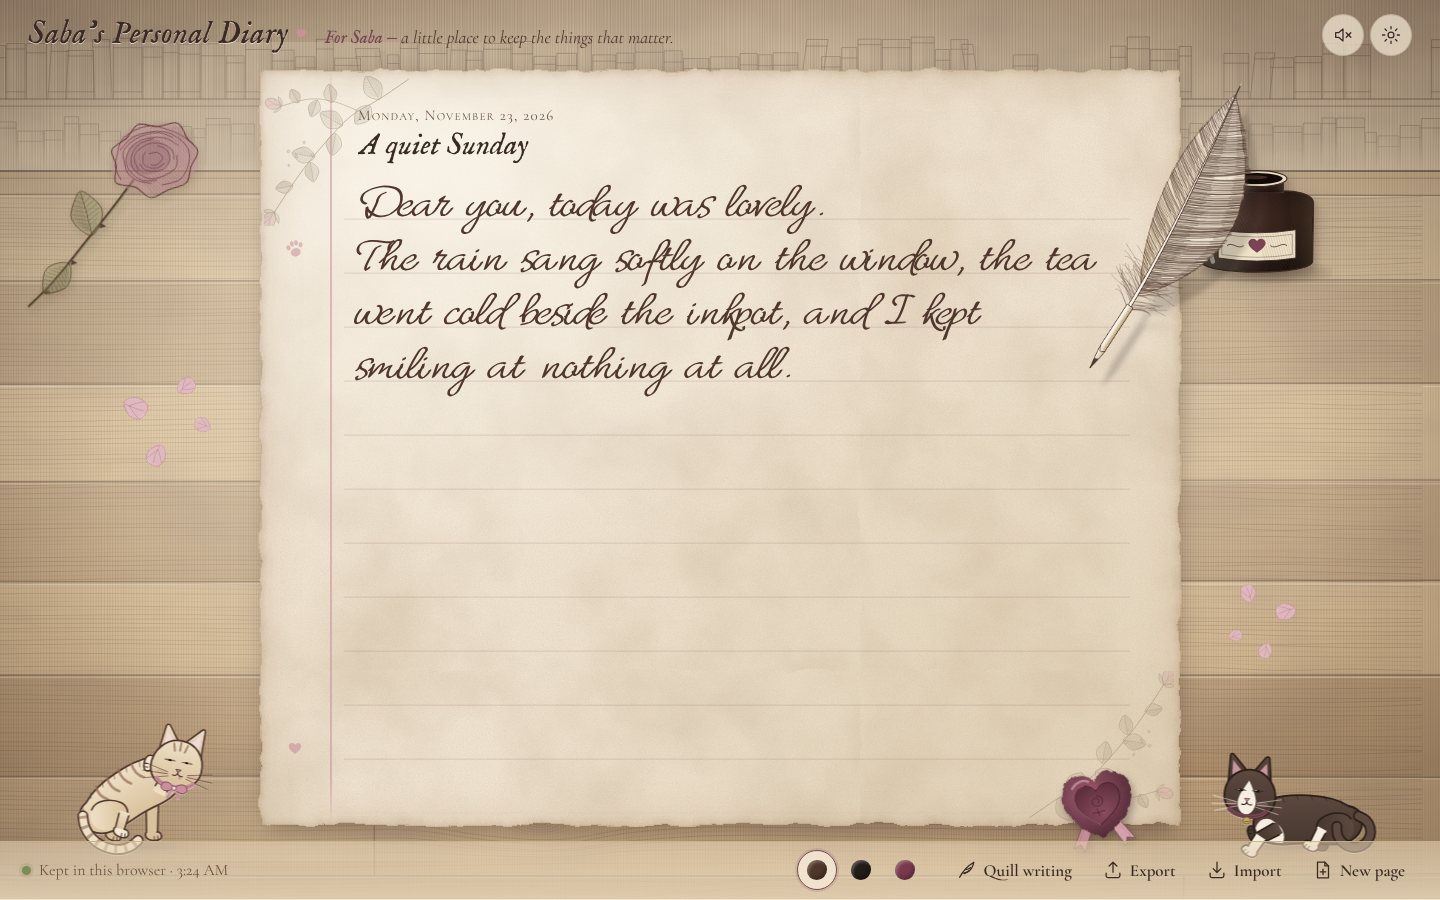 Saba's Personal Diary
For Saba — a little place to keep the things that matter.
Monday, November 23, 2026
A quiet Sunday
Dear you, today was lovely.
The rain sang softly on the window, the tea
went cold beside the inkpot, and I kept
smiling at nothing at all.
Kept in this browser · 3:24 AM
Quill writing
Export
Import
New page